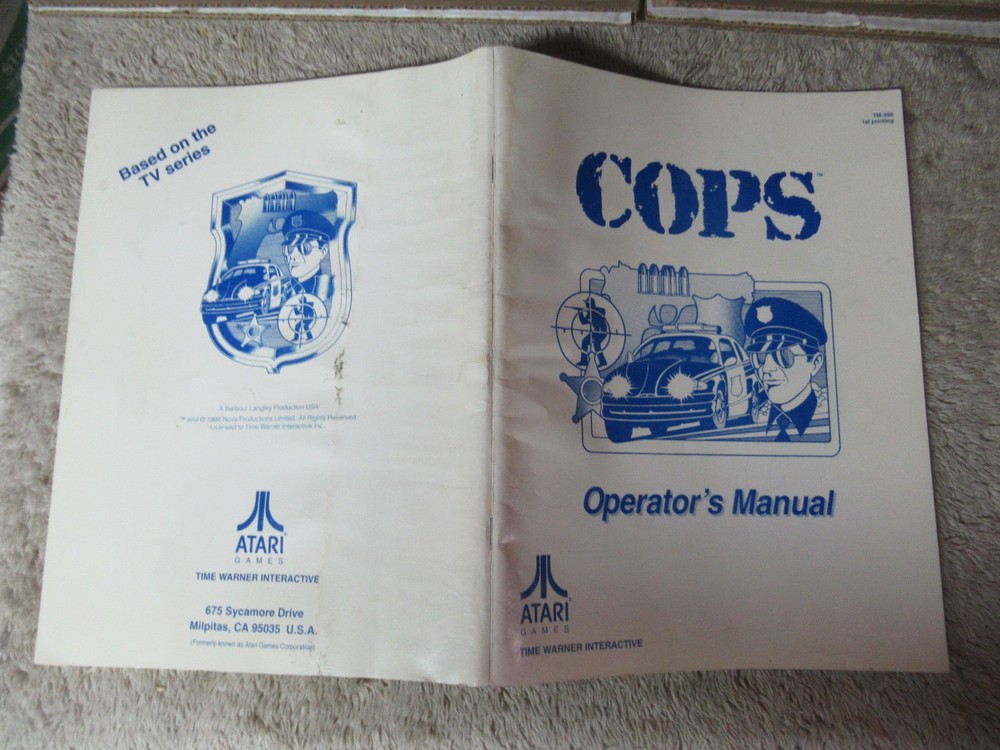 Based on the
TV series
A Barbour Langley Production USA
™ and © 1994 Nova Productions Limited. All Rights Reserved.
Licensed to Time Warner Interactive Inc.
ATARI
GAMES
TIME WARNER INTERACTIVE
675 Sycamore Drive
Milpitas, CA 95035 U.S.A.
(Formerly known as Atari Games Corporation)
1st printing
COPS™
Operator's Manual
ATARI®
GAMES
TIME WARNER INTERACTIVE